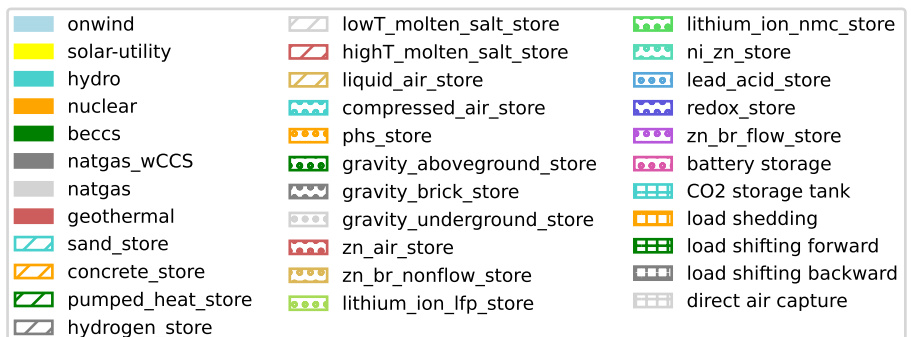 onwind
solar-utility
hydro
nuclear
beccs
natgas_wCCS
natgas
geothermal
sand_store
concrete_store
pumped_heat_store
hydrogen_store
lowT_molten_salt_store
highT_molten_salt_store
liquid_air_store
compressed_air_store
phs_store
gravity_aboveground_store
gravity_brick_store
gravity_underground_store
zn_air_store
zn_br_nonflow_store
lithium_ion_lfp_store
lithium_ion_nmc_store
ni_zn_store
lead_acid_store
redox_store
zn_br_flow_store
battery storage
CO2 storage tank
load shedding
load shifting forward
load shifting backward
direct air capture